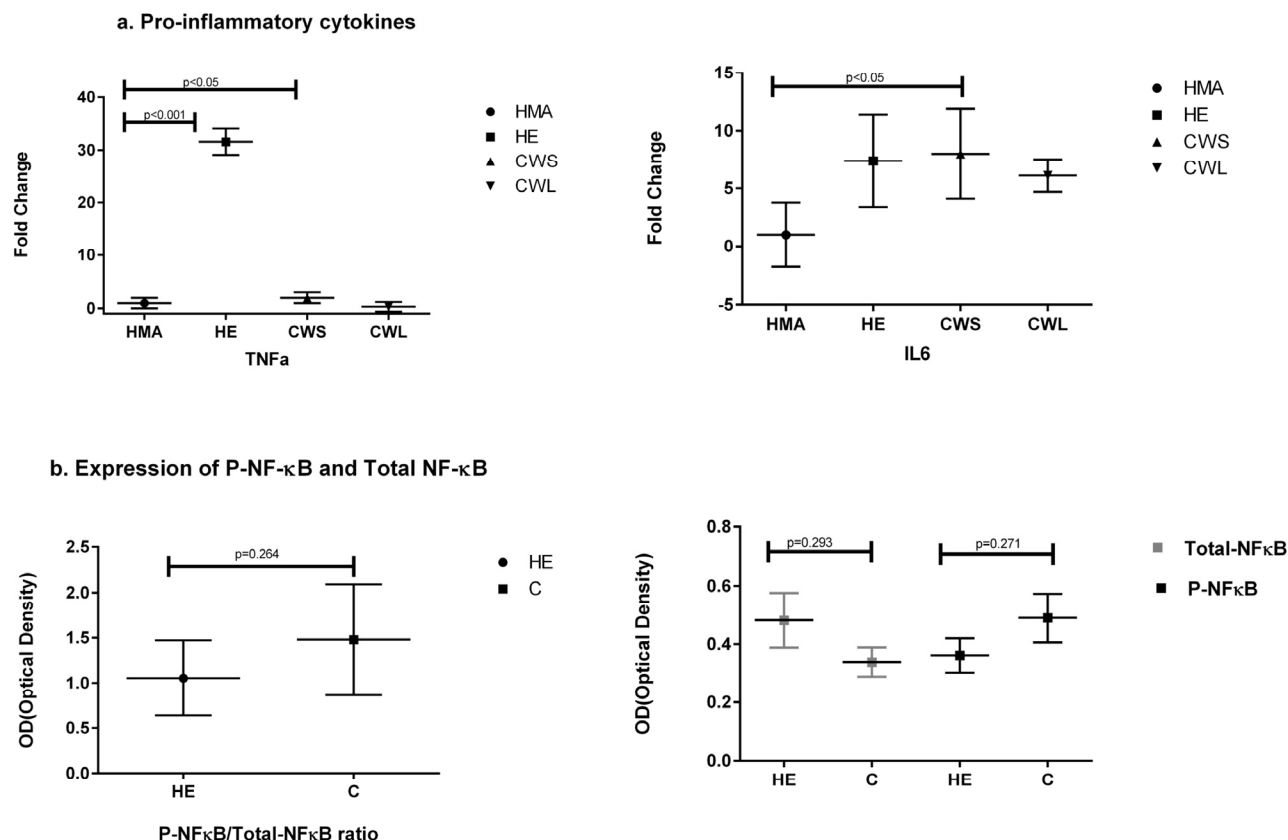 a. Pro-inflammatory cytokines
p<0.05
p<0.001
40
30
20
10
0
Fold Change
HMA
HE
CWS
CWL
TNFa
HMA
HE
CWS
CWL
p<0.05
15
10
5
0
-5
Fold Change
HMA
HE
CWS
CWL
IL6
HMA
HE
CWS
CWL
b. Expression of P-NF-κB and Total NF-κB
p=0.264
2.5
2.0
1.5
1.0
0.5
0.0
OD(Optical Density)
HE
C
P-NFκB/Total-NFκB ratio
HE
C
p=0.293
p=0.271
0.8
0.6
0.4
0.2
0.0
OD(Optical Density)
HE
C
HE
C
Total-NFκB
P-NFκB